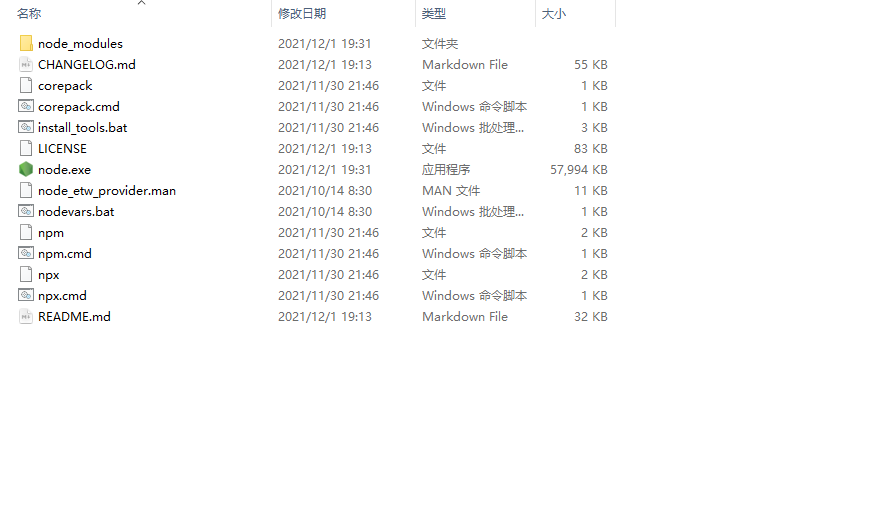 名称 修改日期 类型 大小
node_modules 2021/12/1 19:31 文件夹
CHANGELOG.md 2021/12/1 19:13 Markdown File 55 KB
corepack 2021/11/30 21:46 文件 1 KB
corepack.cmd 2021/11/30 21:46 Windows 命令脚本 1 KB
install_tools.bat 2021/11/30 21:46 Windows 批处理... 3 KB
LICENSE 2021/12/1 19:13 文件 83 KB
node.exe 2021/12/1 19:31 应用程序 57,994 KB
node_etw_provider.man 2021/10/14 8:30 MAN 文件 11 KB
nodevars.bat 2021/10/14 8:30 Windows 批处理... 1 KB
npm 2021/11/30 21:46 文件 2 KB
npm.cmd 2021/11/30 21:46 Windows 命令脚本 1 KB
npx 2021/11/30 21:46 文件 2 KB
npx.cmd 2021/11/30 21:46 Windows 命令脚本 1 KB
README.md 2021/12/1 19:13 Markdown File 32 KB